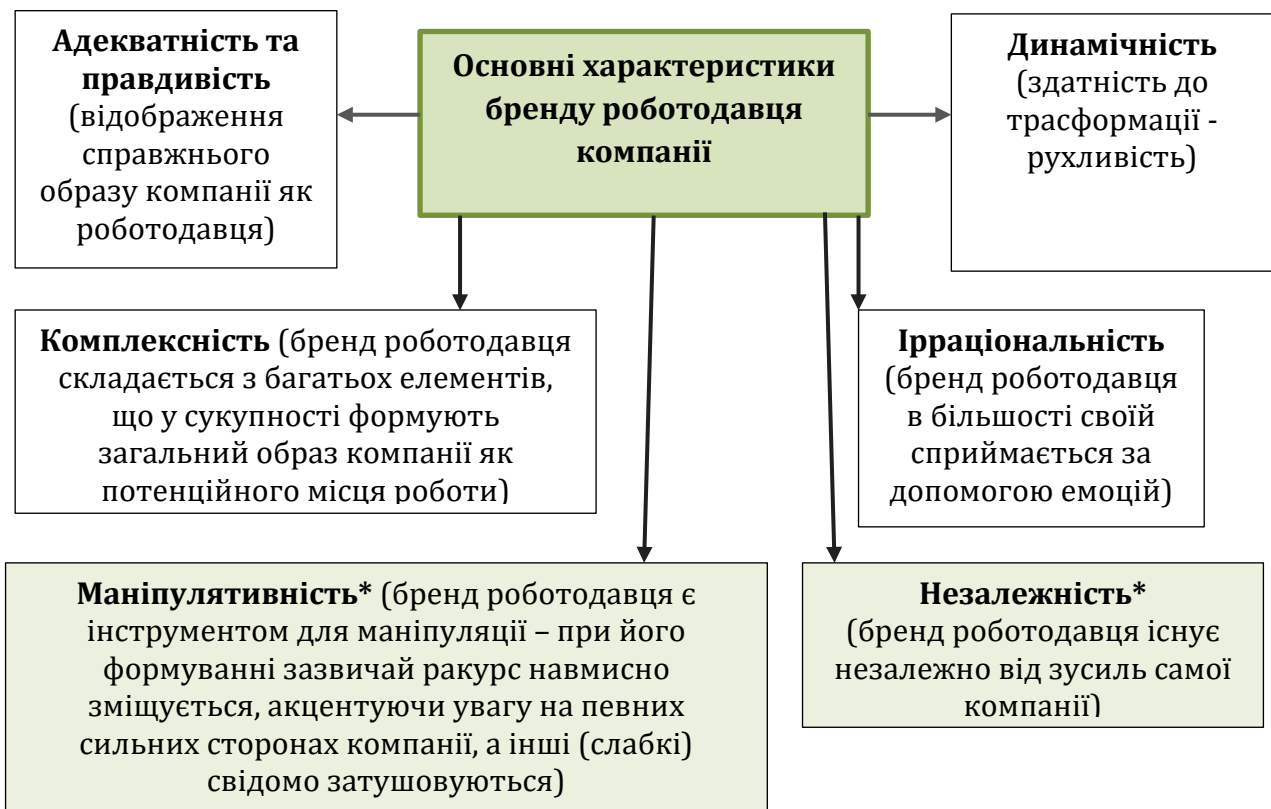 Адекватність та
правдивість
(відображення
справжнього
образу компанії як
роботодавця)
Основні характеристики
бренду роботодавця
компанії
Динамічність
(здатність до
трасформації -
рухливість)
Комплексність (бренд роботодавця
складається з багатьох елементів,
що у сукупності формують
загальний образ компанії як
потенційного місця роботи)
Ірраціональність
(бренд роботодавця
в більшості своїй
сприймається за
допомогою емоцій)
Маніпулятивність* (бренд роботодавця є
інструментом для маніпуляції – при його
формуванні зазвичай ракурс навмисно
зміщується, акцентуючи увагу на певних
сильних сторонах компанії, а інші (слабкі)
свідомо затушовуються)
Незалежність*
(бренд роботодавця існує
незалежно від зусиль самої
компанії)